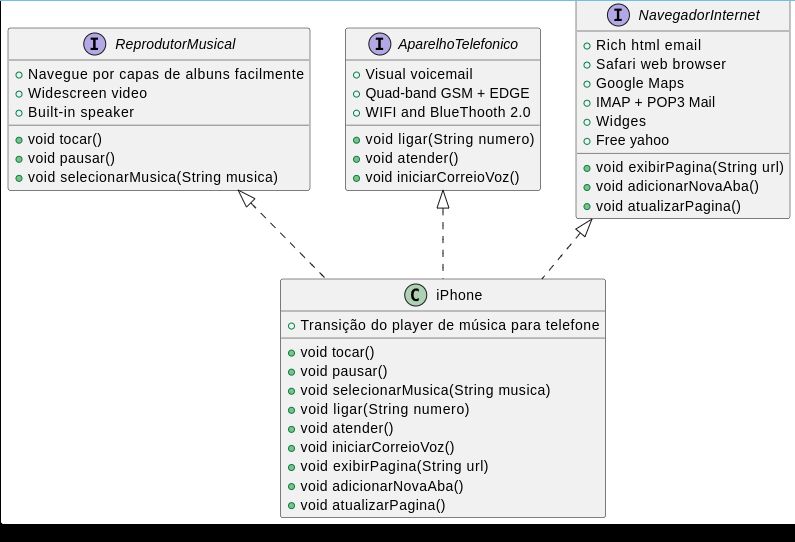 I ReprodutorMusical
Navegue por capas de albuns facilmente
Widescreen video
Built-in speaker
void tocar()
void pausar()
void selecionarMusica(String musica)
I AparelhoTelefonico
Visual voicemail
Quad-band GSM + EDGE
WIFI and BlueThooth 2.0
void ligar(String numero)
void atender()
void iniciarCorreioVoz()
I NavegadorInternet
Rich html email
Safari web browser
Google Maps
IMAP + POP3 Mail
Widges
Free yahoo
void exibirPagina(String url)
void adicionarNovaAba()
void atualizarPagina()
C iPhone
Transição do player de música para telefone
void tocar()
void pausar()
void selecionarMusica(String musica)
void ligar(String numero)
void atender()
void iniciarCorreioVoz()
void exibirPagina(String url)
void adicionarNovaAba()
void atualizarPagina()